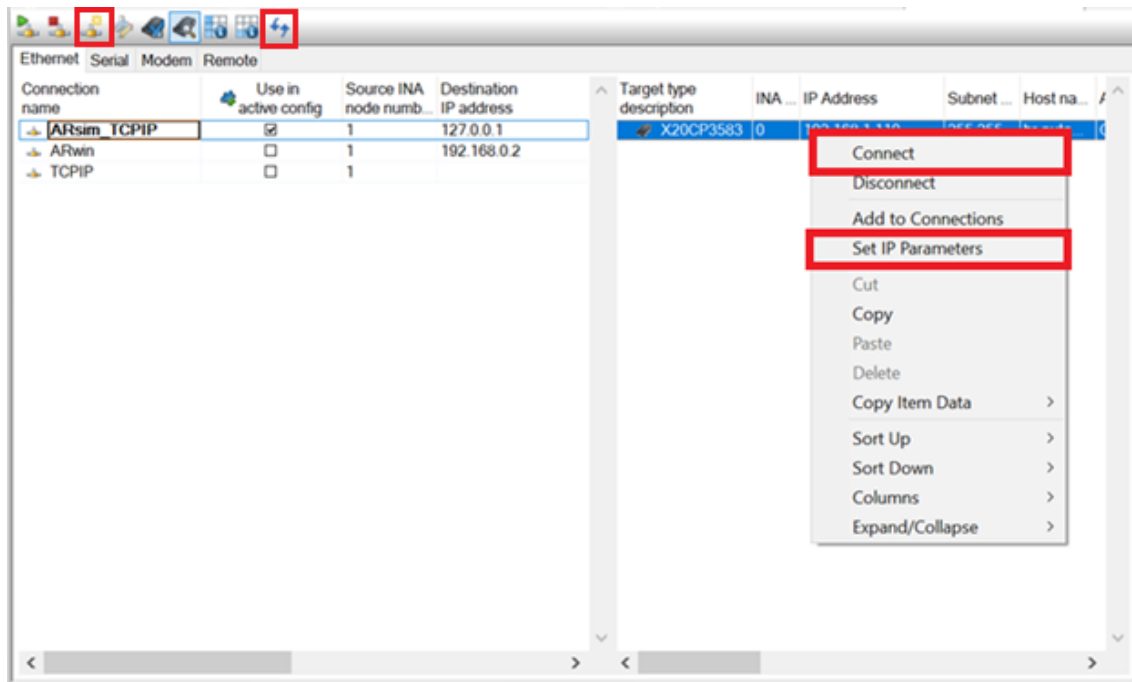 Ethernet Serial Modem Remote
Connection name
Use in active config
Source INA node numb...
Destination IP address
ARsim_TCPIP 1 127.0.0.1
ARwin 1 192.168.0.2
TCPIP 1
Target type description
INA ...
IP Address
Subnet ...
Host na...
X20CP3583 0
Connect
Disconnect
Add to Connections
Set IP Parameters
Cut
Copy
Paste
Delete
Copy Item Data
Sort Up
Sort Down
Columns
Expand/Collapse